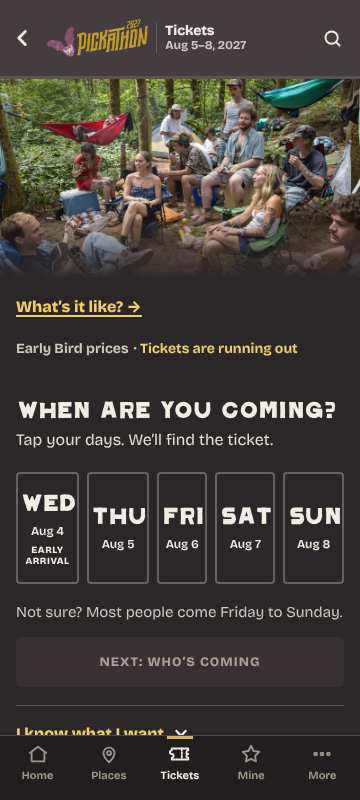 2027
PICKATHON
Tickets
Aug 5–8, 2027
What's it like? →
Early Bird prices · Tickets are running out
WHEN ARE YOU COMING?
Tap your days. We'll find the ticket.
WED
Aug 4
EARLY
ARRIVAL
THU
Aug 5
FRI
Aug 6
SAT
Aug 7
SUN
Aug 8
Not sure? Most people come Friday to Sunday.
NEXT: WHO'S COMING
I know what I want
Home
Places
Tickets
Mine
More